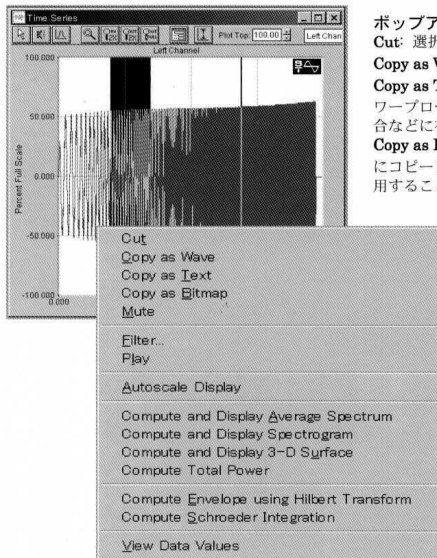 Time Series
Plot Top: 100.00
Left Chan
Left Channel
100.000
50.000
0.000
-50.000
-100.000
0.000
Percent Full Scale
Cut
Copy as Wave
Copy as Text
Copy as Bitmap
Mute
Filter...
Play
Autoscale Display
Compute and Display Average Spectrum
Compute and Display Spectrogram
Compute and Display 3-D Surface
Compute Total Power
Compute Envelope using Hilbert Transform
Compute Schroeder Integration
View Data Values
ポップア
Cut: 選択
Copy as
Copy as
ワープロ
合などに
Copy as
にコピー
用するこ